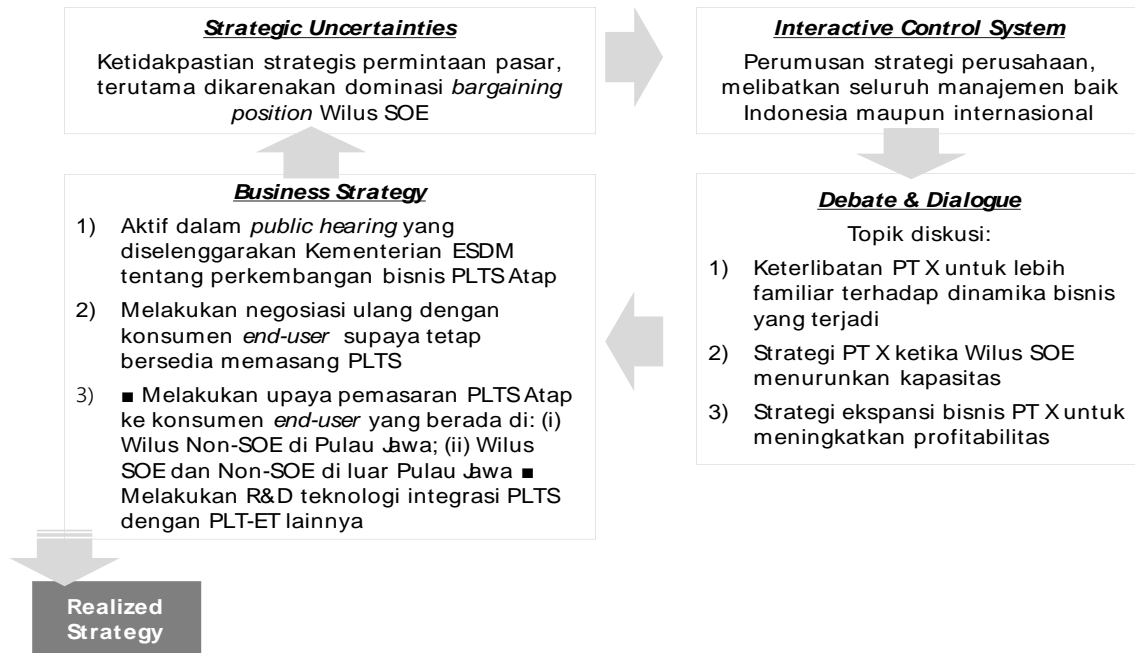 Strategic Uncertainties
Ketidakpastian strategis permintaan pasar,
terutama dikarenakan dominasi bargaining
position Wilus SOE
Interactive Control System
Perumusan strategi perusahaan,
melibatkan seluruh manajemen baik
Indonesia maupun internasional
Business Strategy
1) Aktif dalam public hearing yang
diselenggarakan Kementerian ESDM
tentang perkembangan bisnis PLTS Atap
2) Melakukan negosiasi ulang dengan
konsumen end-user supaya tetap
bersedia memasang PLTS
3) ■ Melakukan upaya pemasaran PLTS Atap
ke konsumen end-user yang berada di: (i)
Wilus Non-SOE di Pulau Jawa; (ii) Wilus
SOE dan Non-SOE di luar Pulau Jawa ■
Melakukan R&D teknologi integrasi PLTS
dengan PLT-ET lainnya
Debate & Dialogue
Topik diskusi:
1) Keterlibatan PT X untuk lebih
familiar terhadap dinamika bisnis
yang terjadi
2) Strategi PT X ketika Wilus SOE
menurunkan kapasitas
3) Strategi ekspansi bisnis PT X untuk
meningkatkan profitabilitas
Realized
Strategy